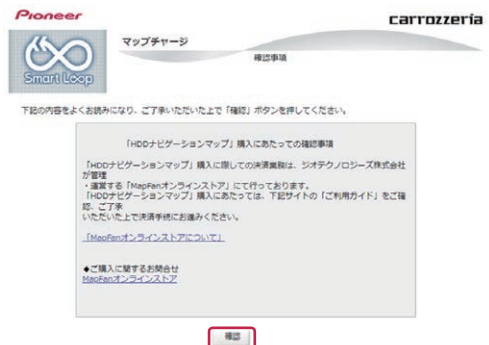 Pioneer
carrozzeria
Smart Loop
マップチャージ
確認事項
下記の内容をよくお読みになり、ご了承いただいた上で「確認」ボタンを押してください。
「HDDナビゲーションマップ」購入にあたっての確認事項
「HDDナビゲーションマップ」購入に際しての決済業務は、ジオテクノロジーズ株式会社
が管理
・運営する「MapFanオンラインストア」にて行っております。
「HDDナビゲーションマップ」購入にあたっては、下記サイトの「ご利用ガイド」をご確
認、ご了承
いただいた上で決済手続にお進みください。
「MapFanオンラインストアについて」
◆ご購入に関するお問合せ
MapFanオンラインストア
確認